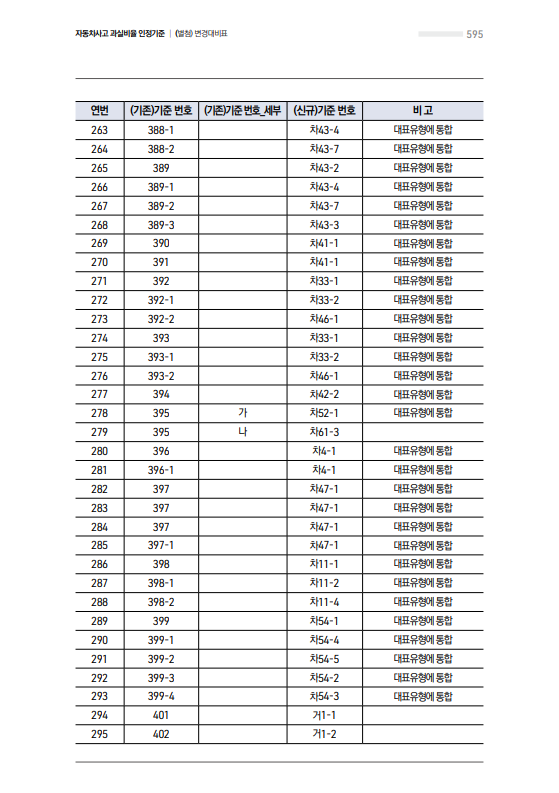 자동차사고 과실비율 인정기준 | (별첨) 변경대비표 595
연번 (기존)기준 번호 (기존)기준 번호_세부 (신규)기준 번호 비 고
263 388-1 차43-4 대표유형에 통합
264 388-2 차43-7 대표유형에 통합
265 389 차43-2 대표유형에 통합
266 389-1 차43-4 대표유형에 통합
267 389-2 차43-7 대표유형에 통합
268 389-3 차43-3 대표유형에 통합
269 390 차41-1 대표유형에 통합
270 391 차41-1 대표유형에 통합
271 392 차33-1 대표유형에 통합
272 392-1 차33-2 대표유형에 통합
273 392-2 차46-1 대표유형에 통합
274 393 차33-1 대표유형에 통합
275 393-1 차33-2 대표유형에 통합
276 393-2 차46-1 대표유형에 통합
277 394 차42-2 대표유형에 통합
278 395 가 차52-1 대표유형에 통합
279 395 나 차61-3
280 396 차4-1 대표유형에 통합
281 396-1 차4-1 대표유형에 통합
282 397 차47-1 대표유형에 통합
283 397 차47-1 대표유형에 통합
284 397 차47-1 대표유형에 통합
285 397-1 차47-1 대표유형에 통합
286 398 차11-1 대표유형에 통합
287 398-1 차11-2 대표유형에 통합
288 398-2 차11-4 대표유형에 통합
289 399 차54-1 대표유형에 통합
290 399-1 차54-4 대표유형에 통합
291 399-2 차54-5 대표유형에 통합
292 399-3 차54-2 대표유형에 통합
293 399-4 차54-3 대표유형에 통합
294 401 거1-1
295 402 거1-2